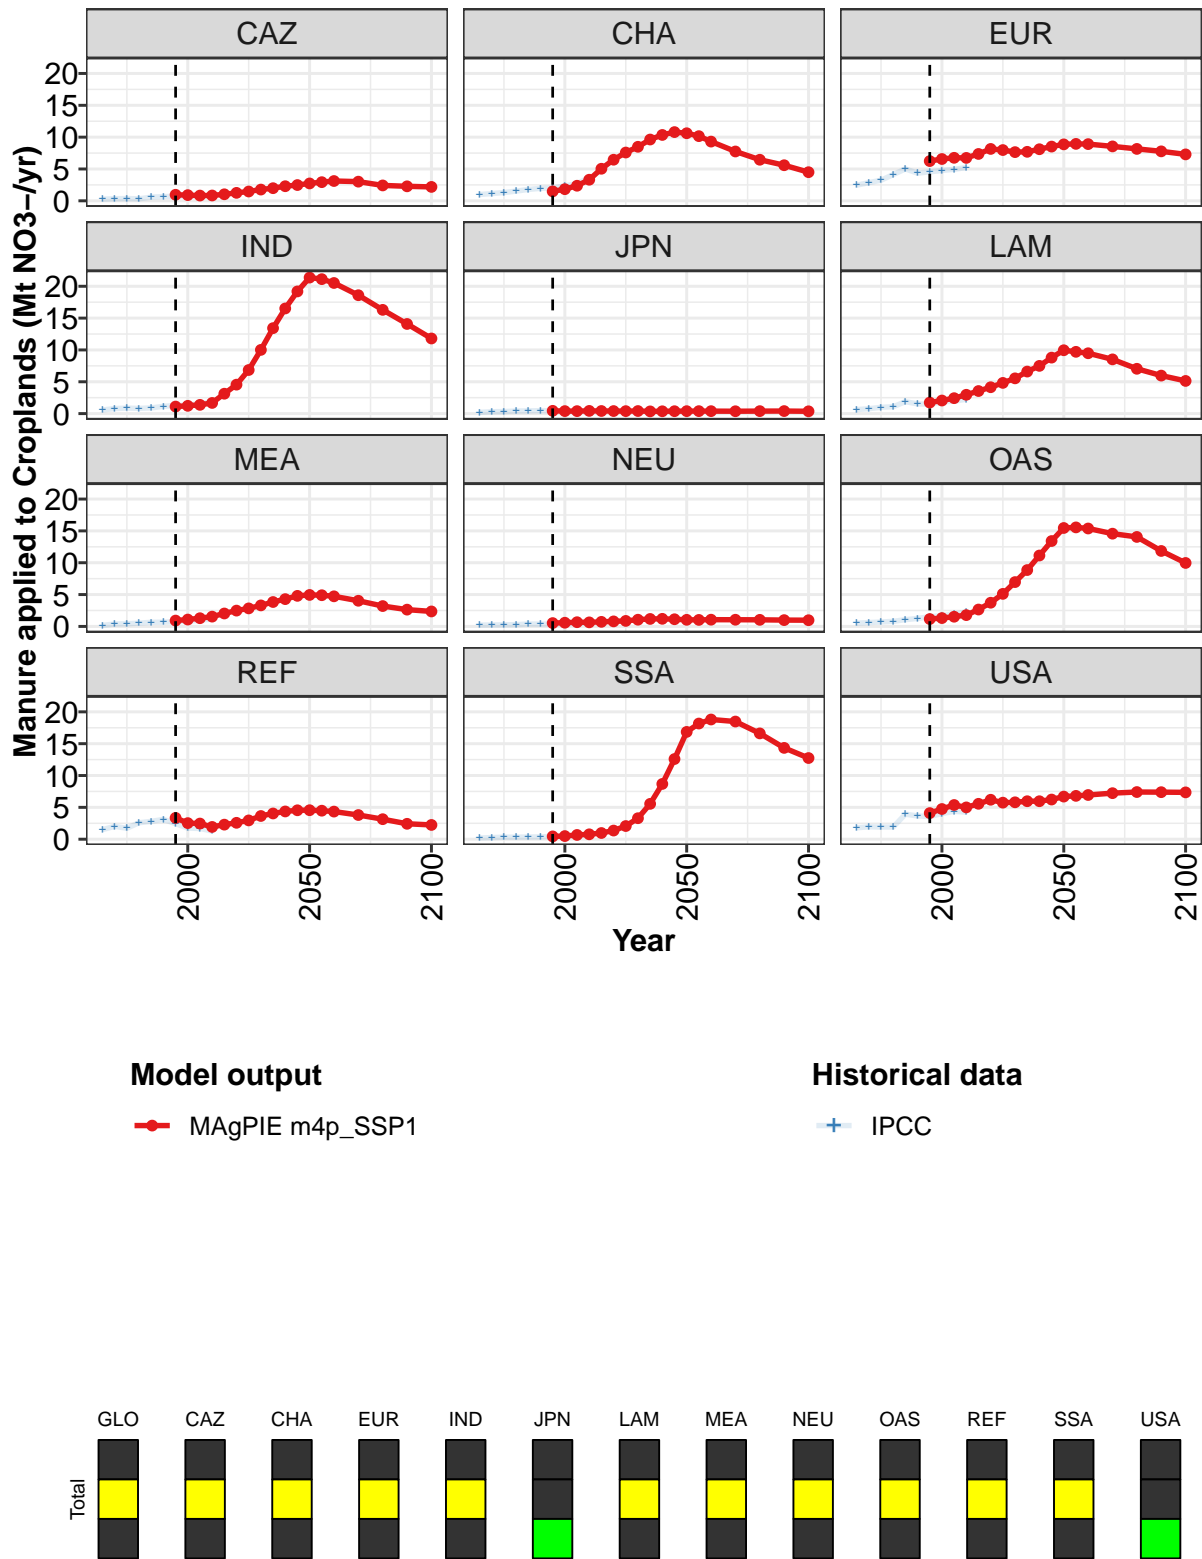 CAZ CHA EUR
20
15
10
5
0
IND JPN LAM
20
15
10
5
0
MEA NEU OAS
20
15
10
5
0
REF SSA USA
20
15
10
5
0
Manure applied to Croplands (Mt NO3−/yr)
2000 2050 2100 2000 2050 2100 2000 2050 2100
Year
Model output
MAgPIE m4p_SSP1
Historical data
IPCC
GLO CAZ CHA EUR IND JPN LAM MEA NEU OAS REF SSA USA
Total